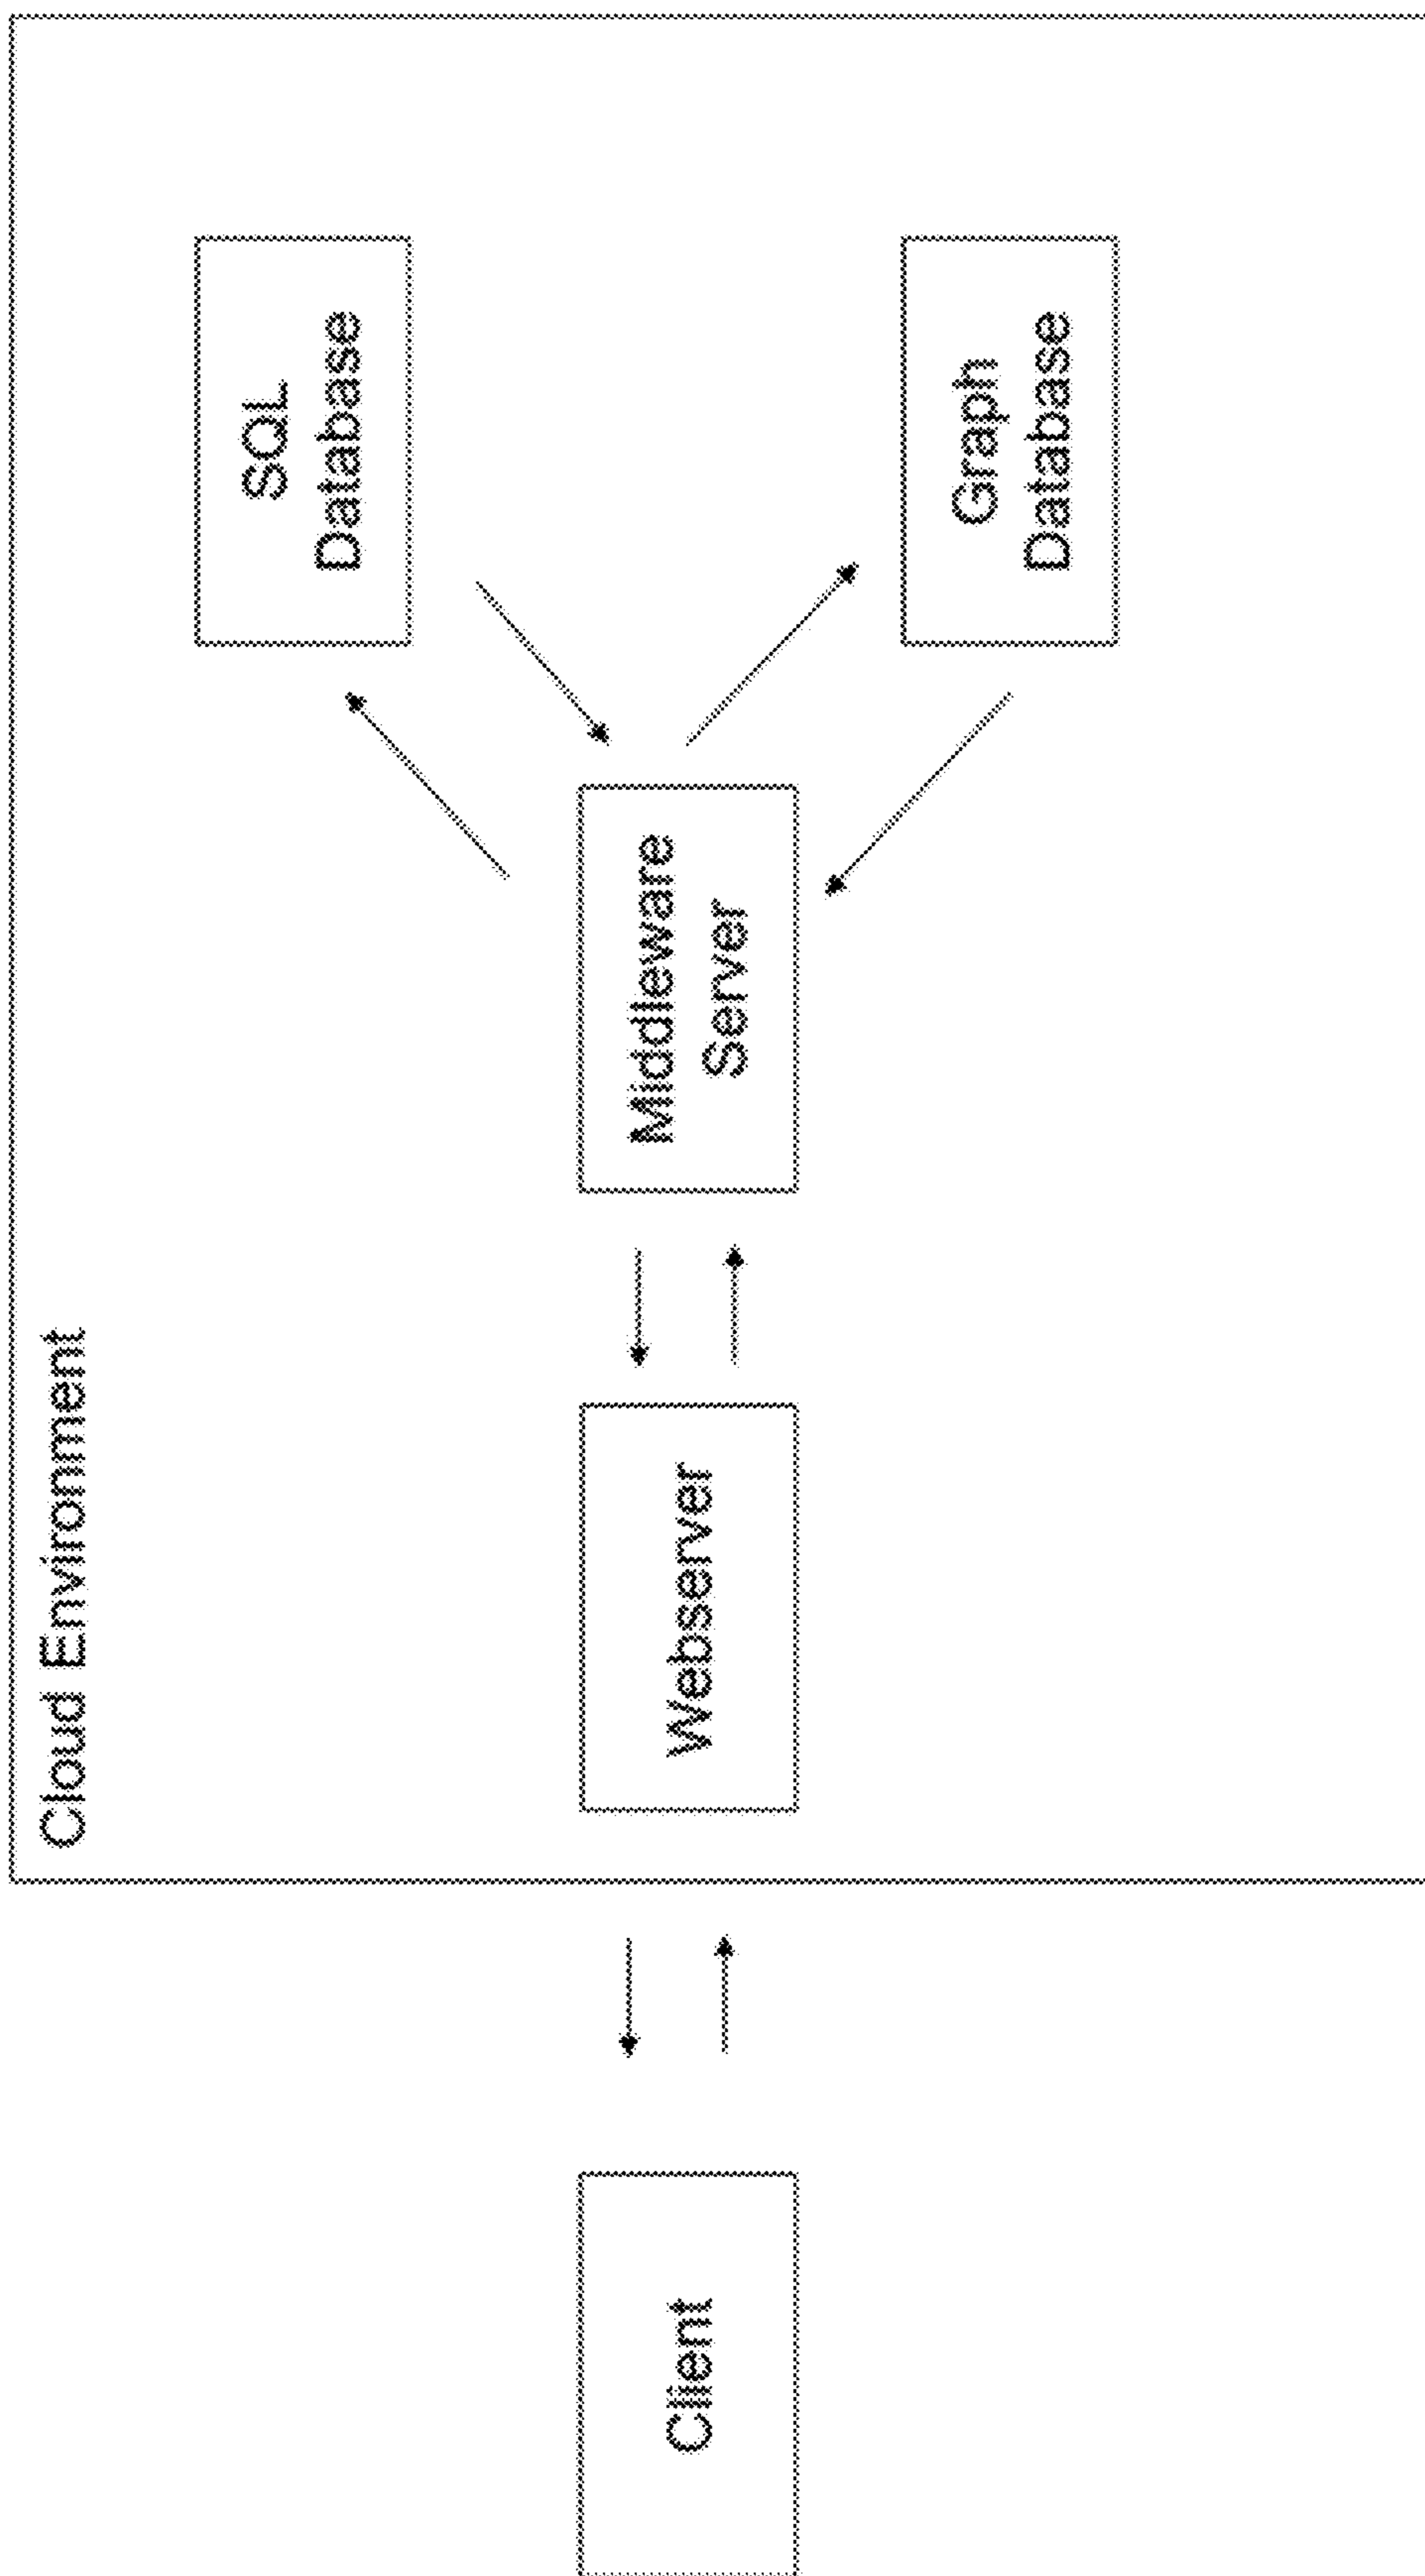 Cloud Environment
SQL
Database
Client
Webserver
Middleware
Server
Graph
Database